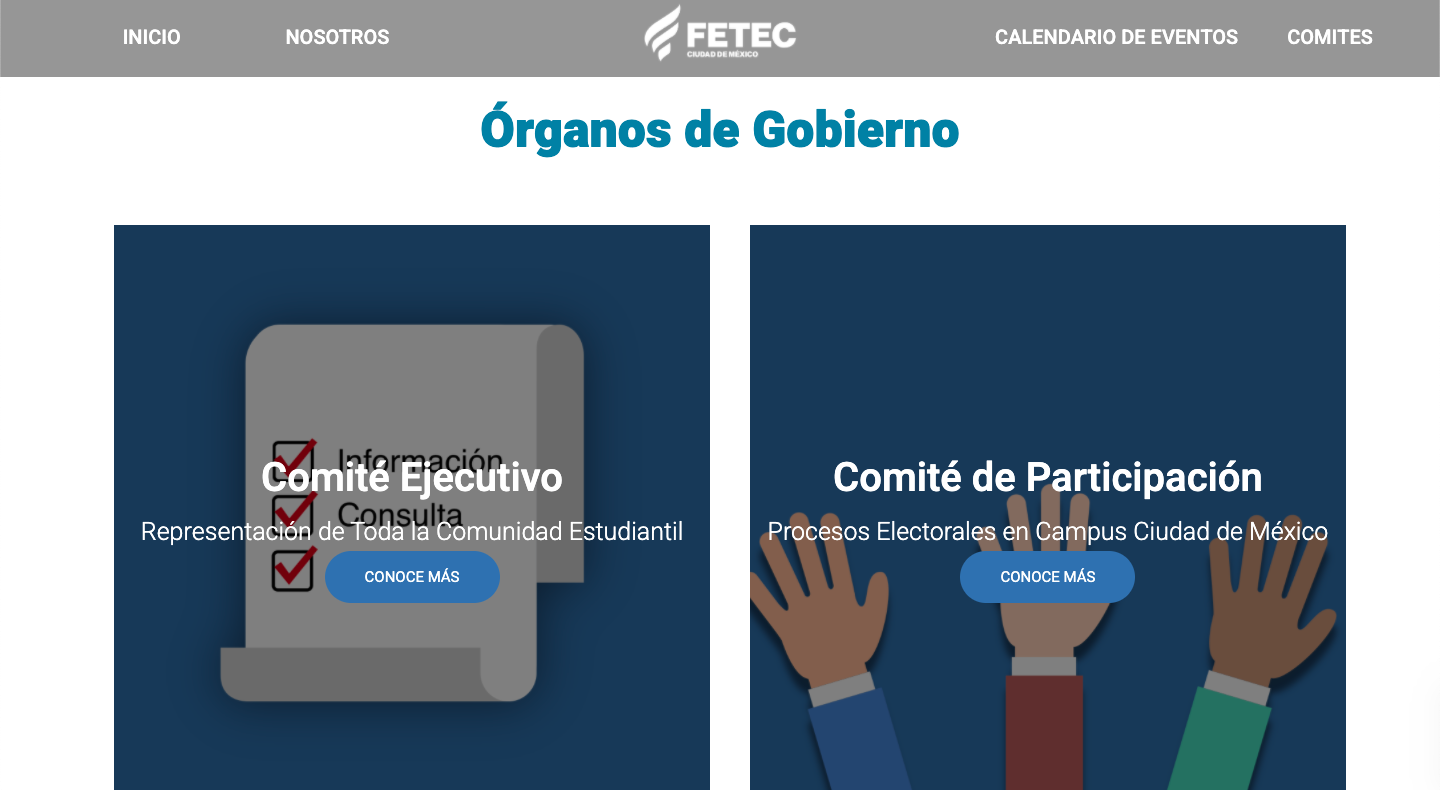 INICIO
NOSOTROS
FETEC
CIUDAD DE MÉXICO
CALENDARIO DE EVENTOS
COMITES
Órganos de Gobierno
Información
Comité Ejecutivo
Consulta
Representación de Toda la Comunidad Estudiantil
CONOCE MÁS
Comité de Participación
Procesos Electorales en Campus Ciudad de México
CONOCE MÁS